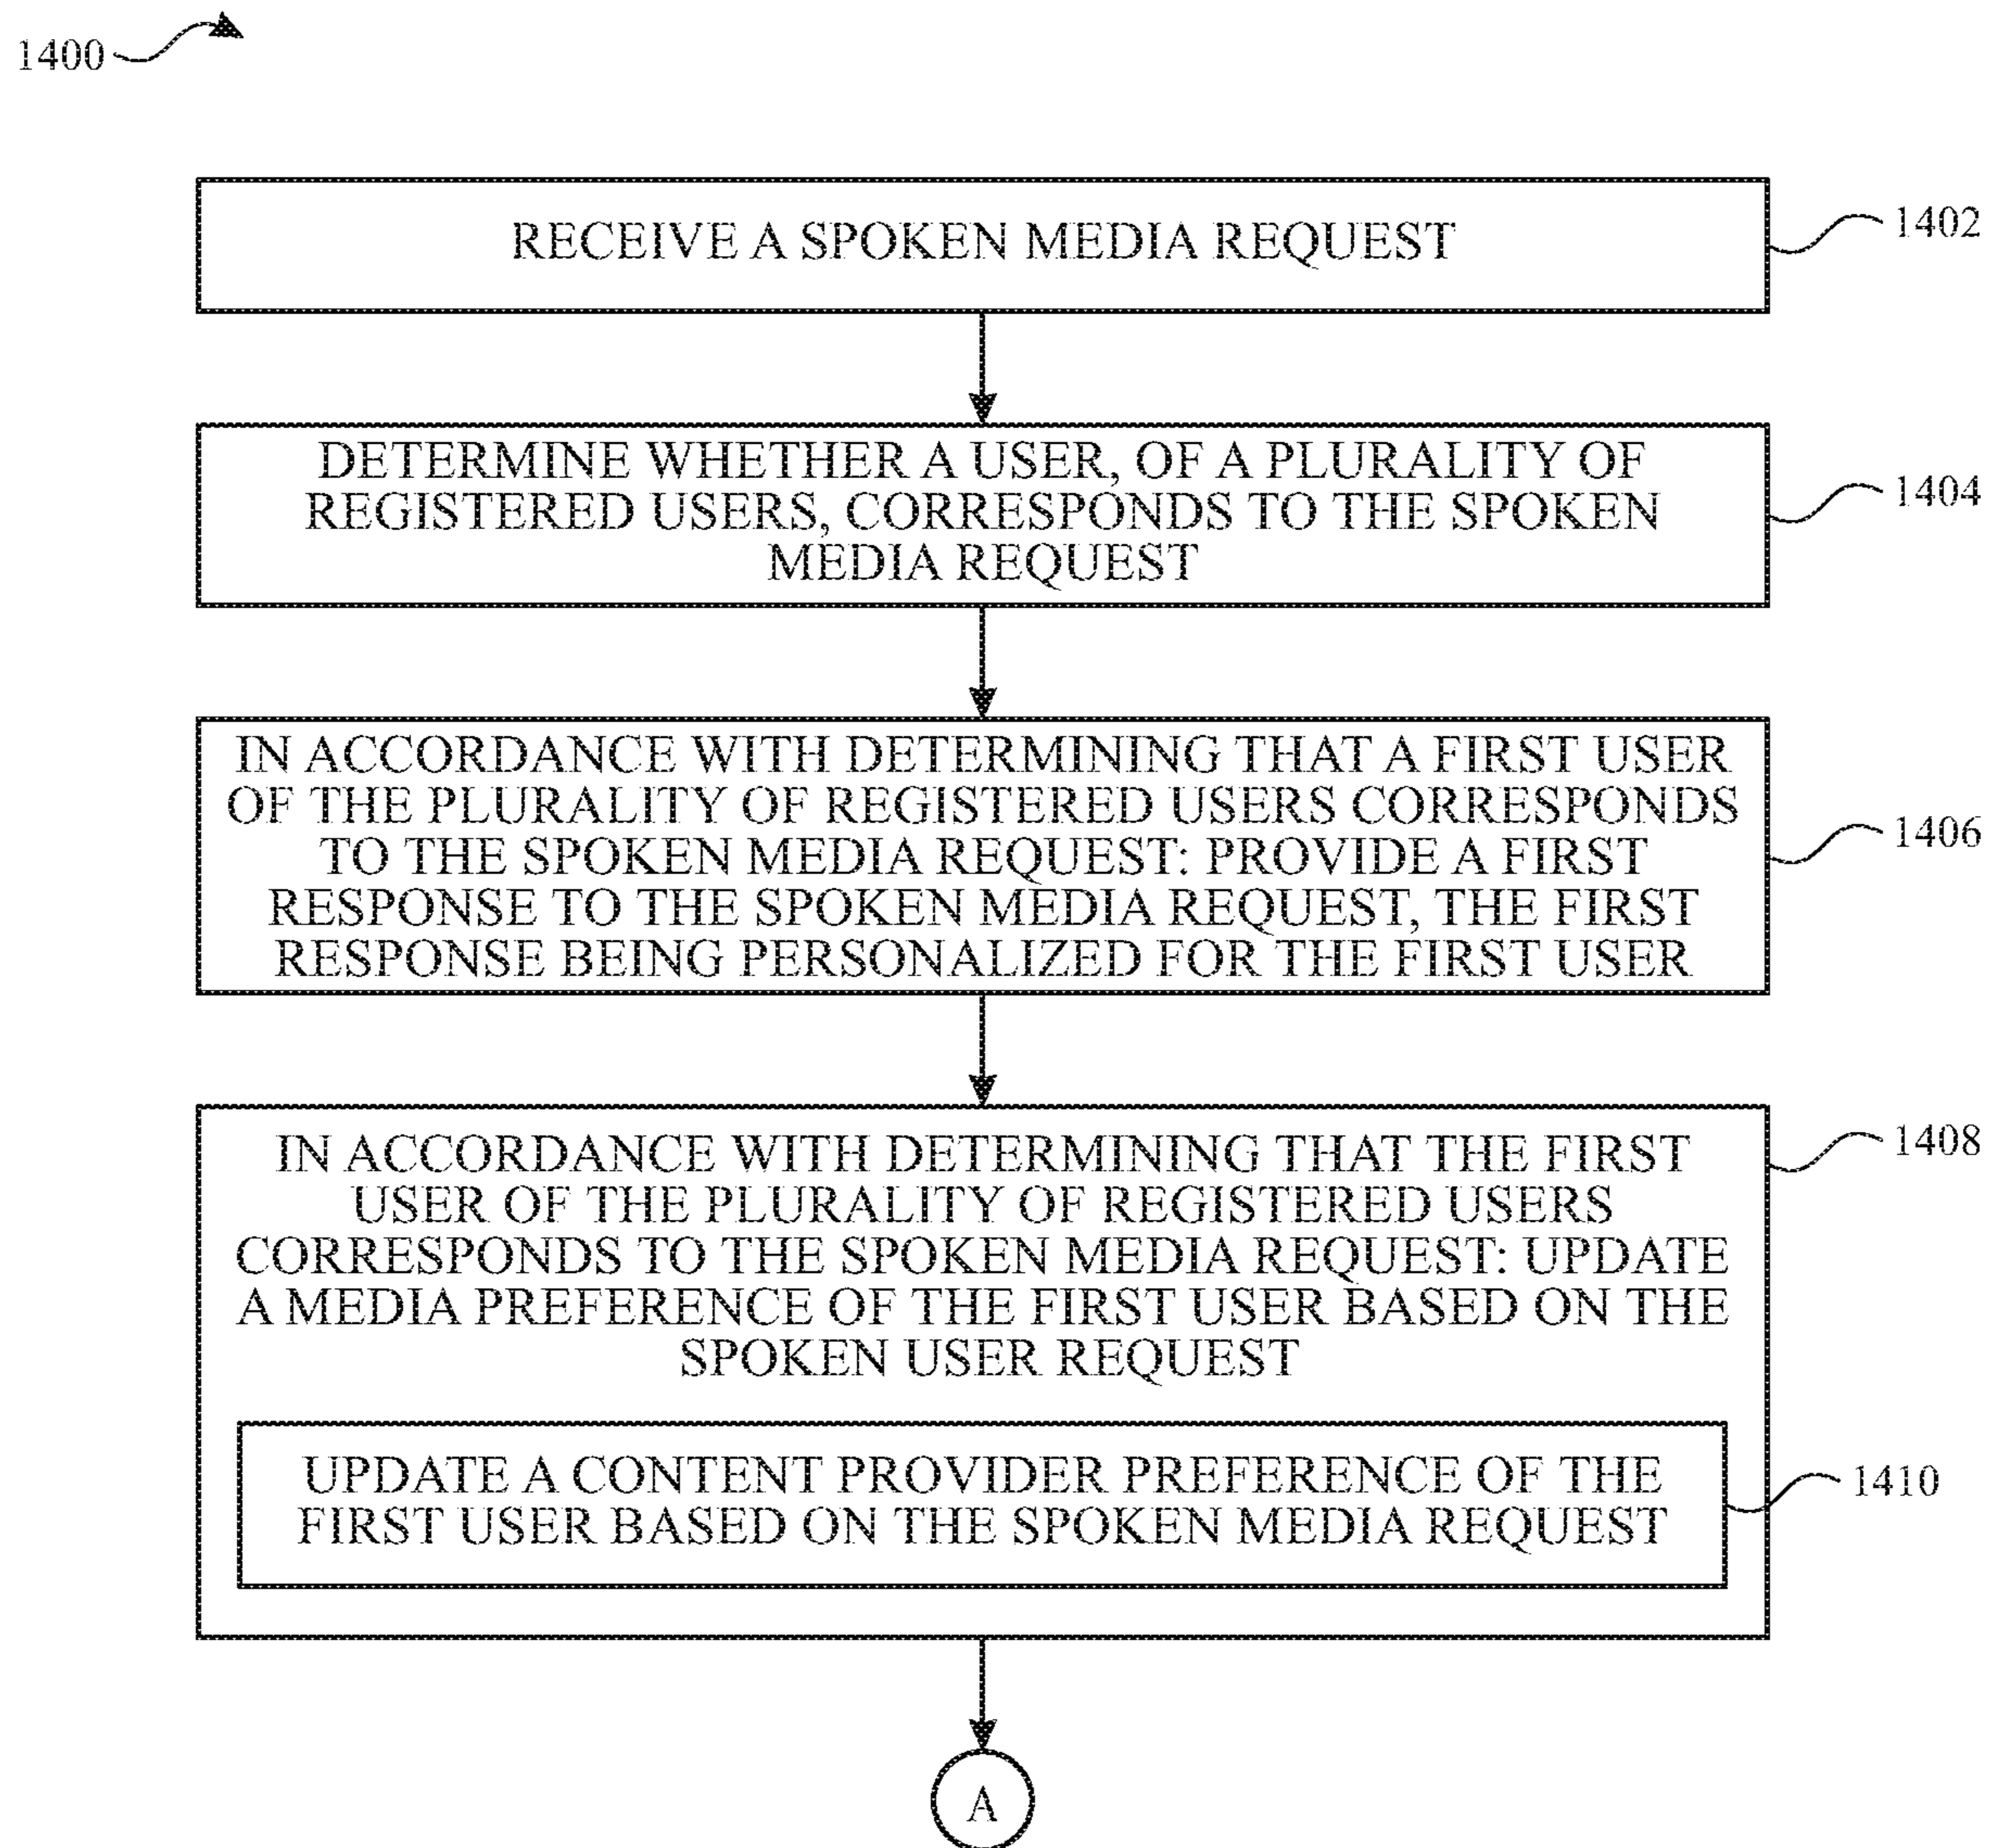 1400
RECEIVE A SPOKEN MEDIA REQUEST
1402
DETERMINE WHETHER A USER, OF A PLURALITY OF
REGISTERED USERS, CORRESPONDS TO THE SPOKEN
MEDIA REQUEST
1404
IN ACCORDANCE WITH DETERMINING THAT A FIRST USER
OF THE PLURALITY OF REGISTERED USERS CORRESPONDS
TO THE SPOKEN MEDIA REQUEST: PROVIDE A FIRST
RESPONSE TO THE SPOKEN MEDIA REQUEST, THE FIRST
RESPONSE BEING PERSONALIZED FOR THE FIRST USER
1406
IN ACCORDANCE WITH DETERMINING THAT THE FIRST
USER OF THE PLURALITY OF REGISTERED USERS
CORRESPONDS TO THE SPOKEN MEDIA REQUEST: UPDATE
A MEDIA PREFERENCE OF THE FIRST USER BASED ON THE
SPOKEN USER REQUEST
1408
UPDATE A CONTENT PROVIDER PREFERENCE OF THE
FIRST USER BASED ON THE SPOKEN MEDIA REQUEST
1410
A